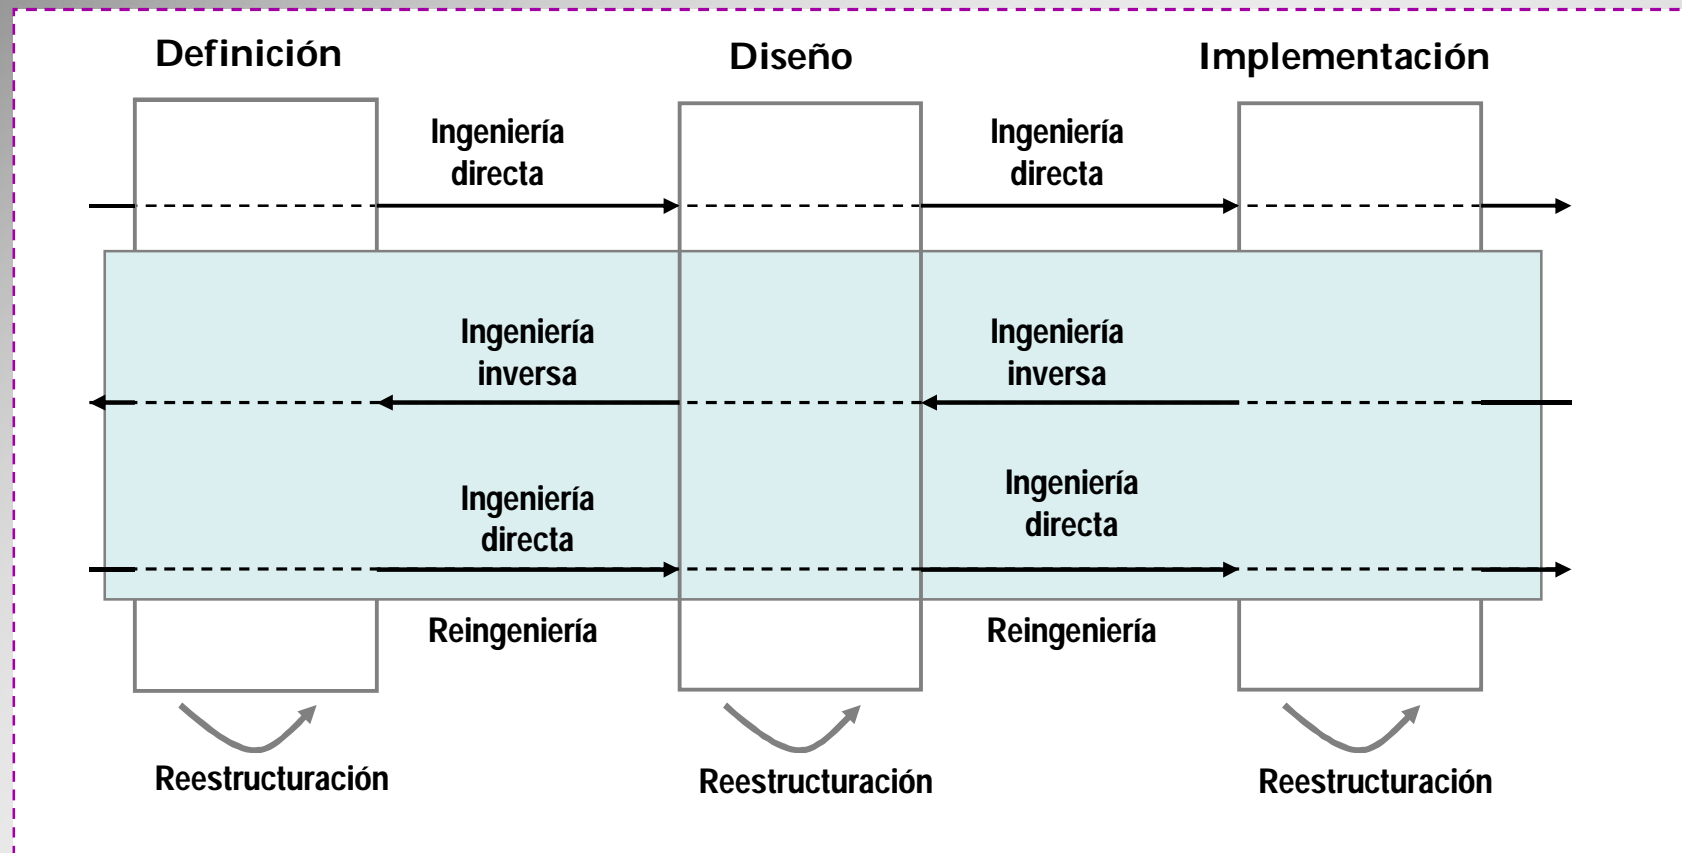 Definición
Diseño
Implementación
Ingeniería
directa
Ingeniería
directa
Ingeniería
inversa
Ingeniería
inversa
Ingeniería
directa
Ingeniería
directa
Reingeniería
Reingeniería
Reestructuración
Reestructuración
Reestructuración